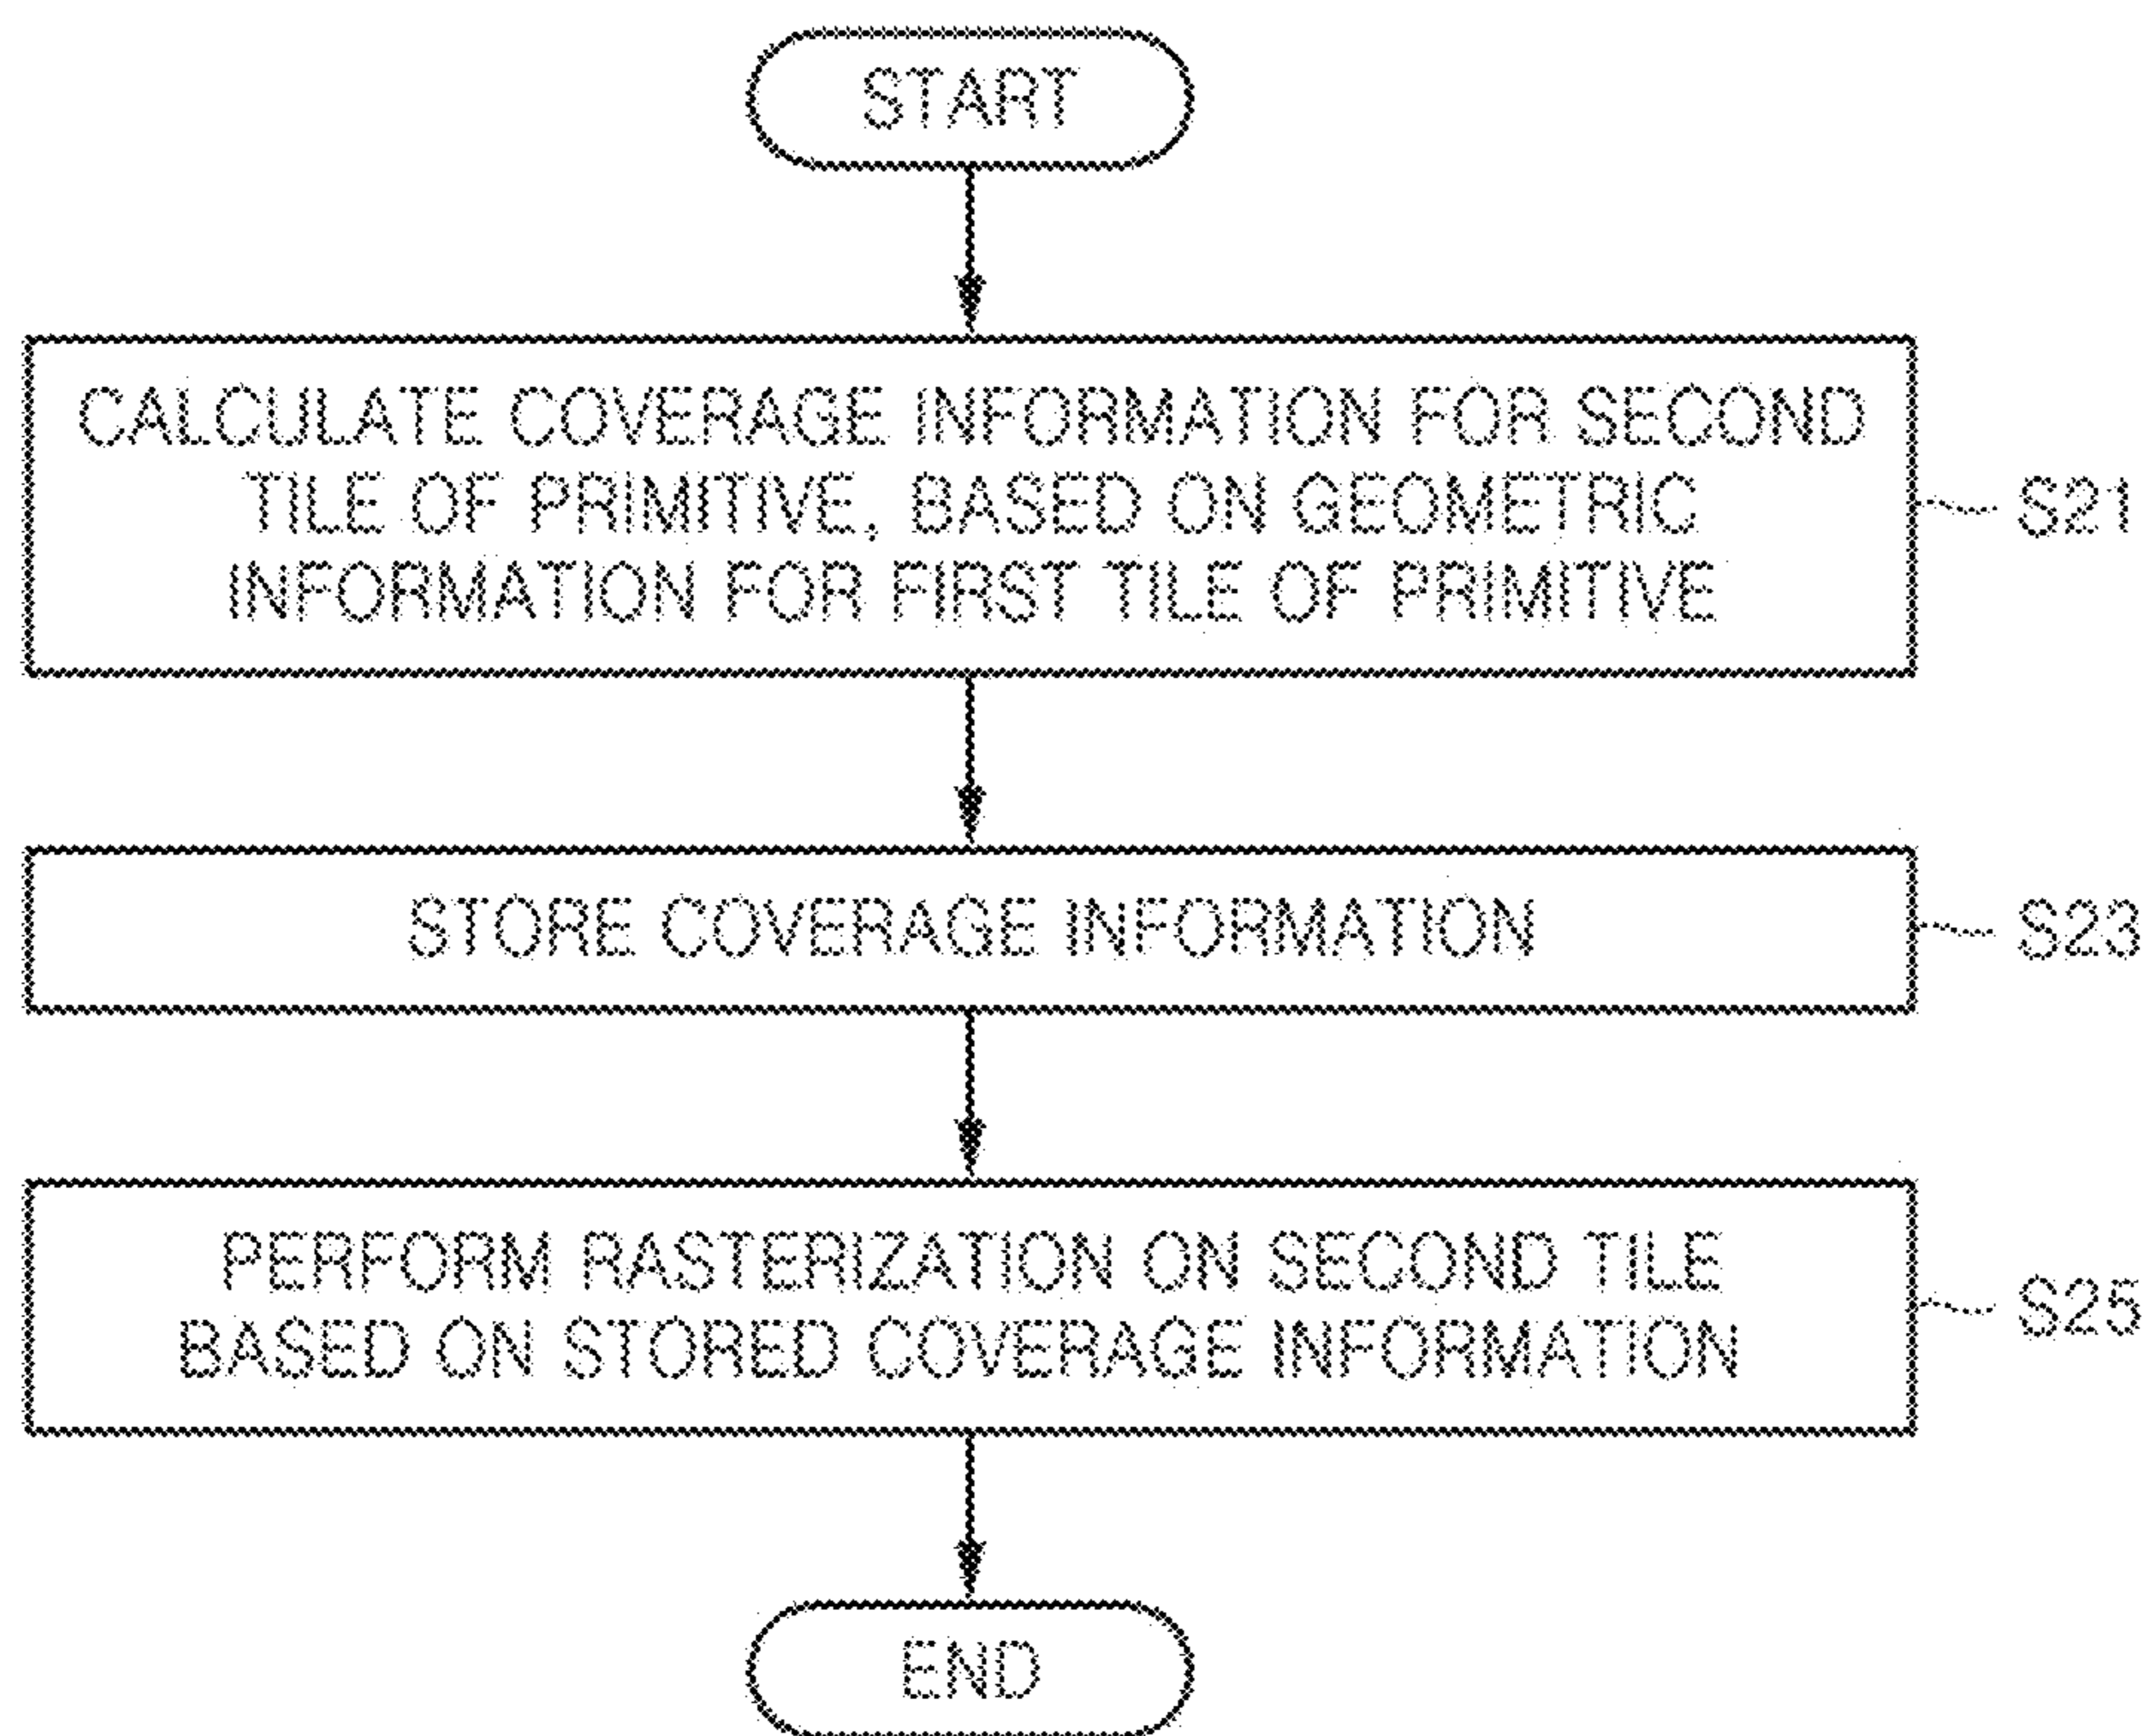 START
CALCULATE COVERAGE INFORMATION FOR SECOND
TILE OF PRIMITIVE, BASED ON GEOMETRIC
INFORMATION FOR FIRST TILE OF PRIMITIVE
S21
STORE COVERAGE INFORMATION
S23
PERFORM RASTERIZATION ON SECOND TILE
BASED ON STORED COVERAGE INFORMATION
S25
END